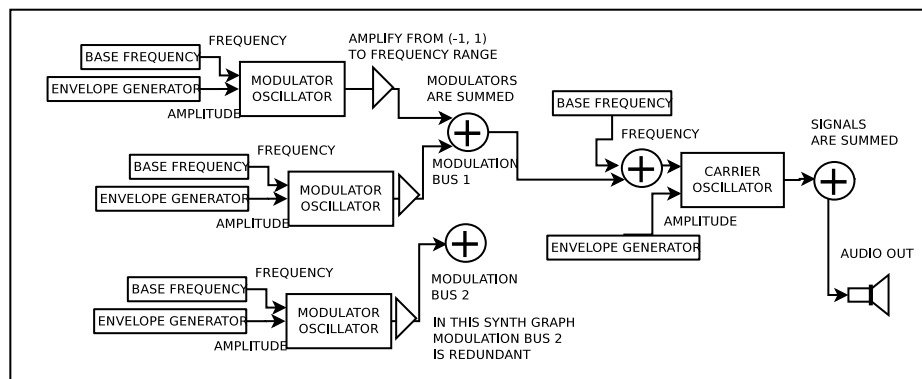 AMPLIFY FROM (-1, 1)
TO FREQUENCY RANGE
FREQUENCY
BASE FREQUENCY
ENVELOPE GENERATOR
AMPLITUDE
MODULATOR
OSCILLATOR
MODULATORS
ARE SUMMED
BASE FREQUENCY
FREQUENCY
SIGNALS
ARE SUMMED
FREQUENCY
BASE FREQUENCY
ENVELOPE GENERATOR
AMPLITUDE
MODULATOR
OSCILLATOR
MODULATION
BUS 1
CARRIER
OSCILLATOR
AMPLITUDE
ENVELOPE GENERATOR
AUDIO OUT
FREQUENCY
BASE FREQUENCY
ENVELOPE GENERATOR
AMPLITUDE
MODULATOR
OSCILLATOR
MODULATION
BUS 2
IN THIS SYNTH GRAPH
MODULATION BUS 2
IS REDUNDANT